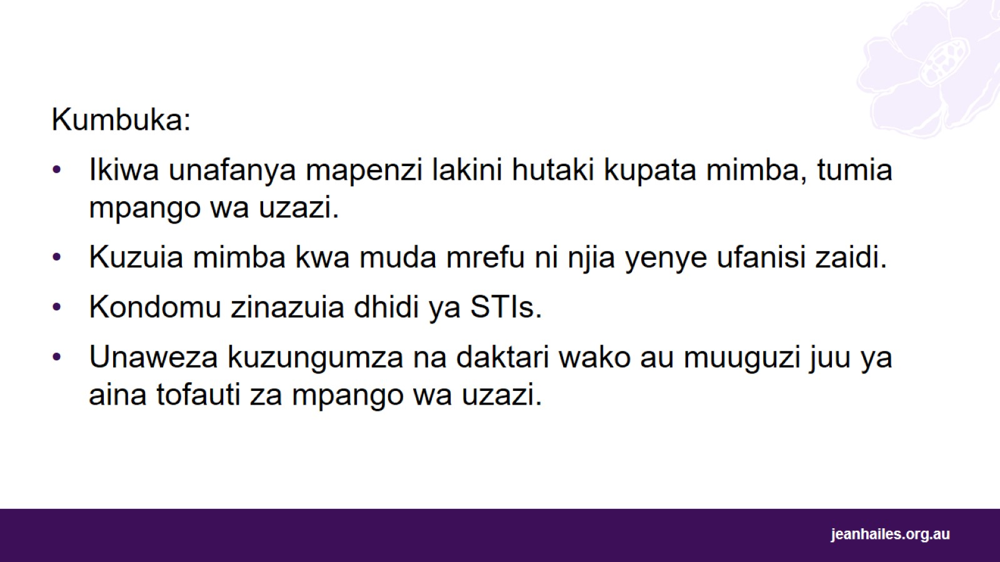 Kumbuka:
• Ikiwa unafanya mapenzi lakini hutaki kupata mimba, tumia
mpango wa uzazi.
• Kuzuia mimba kwa muda mrefu ni njia yenye ufanisi zaidi.
• Kondomu zinazuia dhidi ya STIs.
• Unaweza kuzungumza na daktari wako au muuguzi juu ya
aina tofauti za mpango wa uzazi.
jeanhailes.org.au